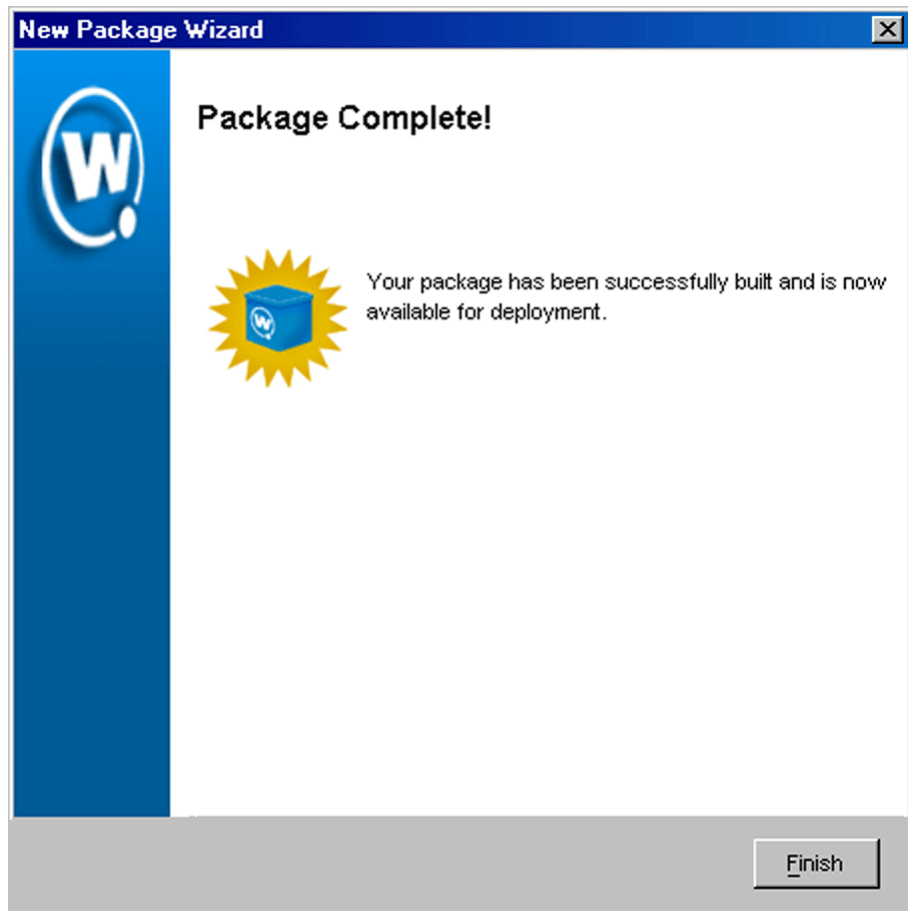 New Package Wizard
W
Package Complete!
W
Your package has been successfully built and is now
available for deployment.
Finish